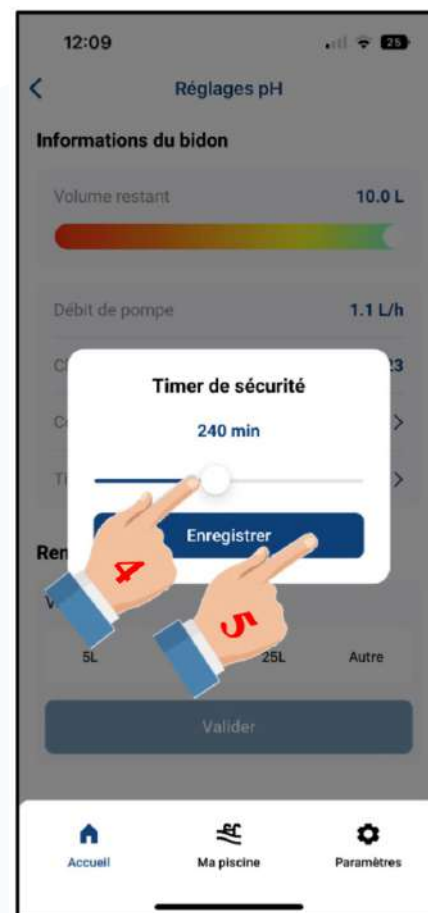 12:09
25
Réglages pH
Informations du bidon
Volume restant 10.0 L
Débit de pompe 1.1 L/h
Timer de sécurité
240 min
Enregistrer
4
5
5L 25L Autre
Valider
Accueil Ma piscine Paramètres